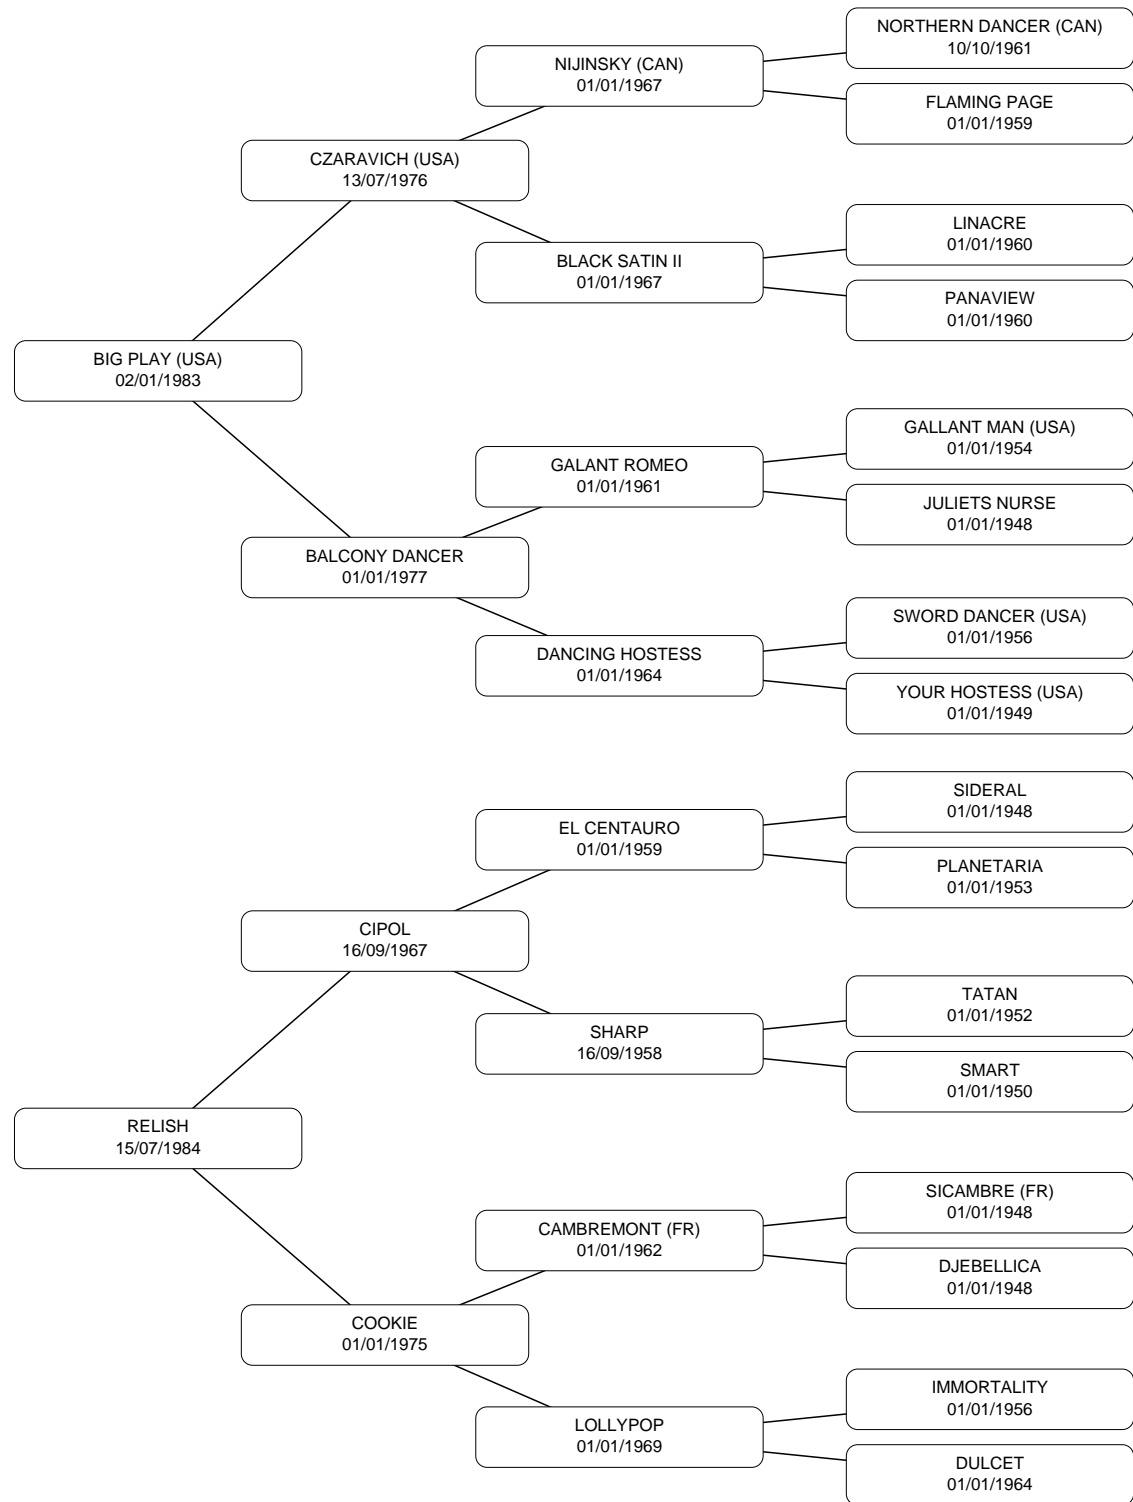 NORTHERN DANCER (CAN)
10/10/1961
NIJINSKY (CAN)
01/01/1967
FLAMING PAGE
01/01/1959
CZARAVICH (USA)
13/07/1976
LINACRE
01/01/1960
BLACK SATIN II
01/01/1967
PANAVIEW
01/01/1960
BIG PLAY (USA)
02/01/1983
GALLANT MAN (USA)
01/01/1954
GALANT ROMEO
01/01/1961
JULIETS NURSE
01/01/1948
BALCONY DANCER
01/01/1977
SWORD DANCER (USA)
01/01/1956
DANCING HOSTESS
01/01/1964
YOUR HOSTESS (USA)
01/01/1949
SIDERAL
01/01/1948
EL CENTAURO
01/01/1959
PLANETARIA
01/01/1953
CIPOL
16/09/1967
TATAN
01/01/1952
SHARP
16/09/1958
SMART
01/01/1950
RELISH
15/07/1984
SICAMBRE (FR)
01/01/1948
CAMBREMONT (FR)
01/01/1962
DJEBELLICA
01/01/1948
COOKIE
01/01/1975
IMMORTALITY
01/01/1956
LOLLYPOP
01/01/1969
DULCET
01/01/1964